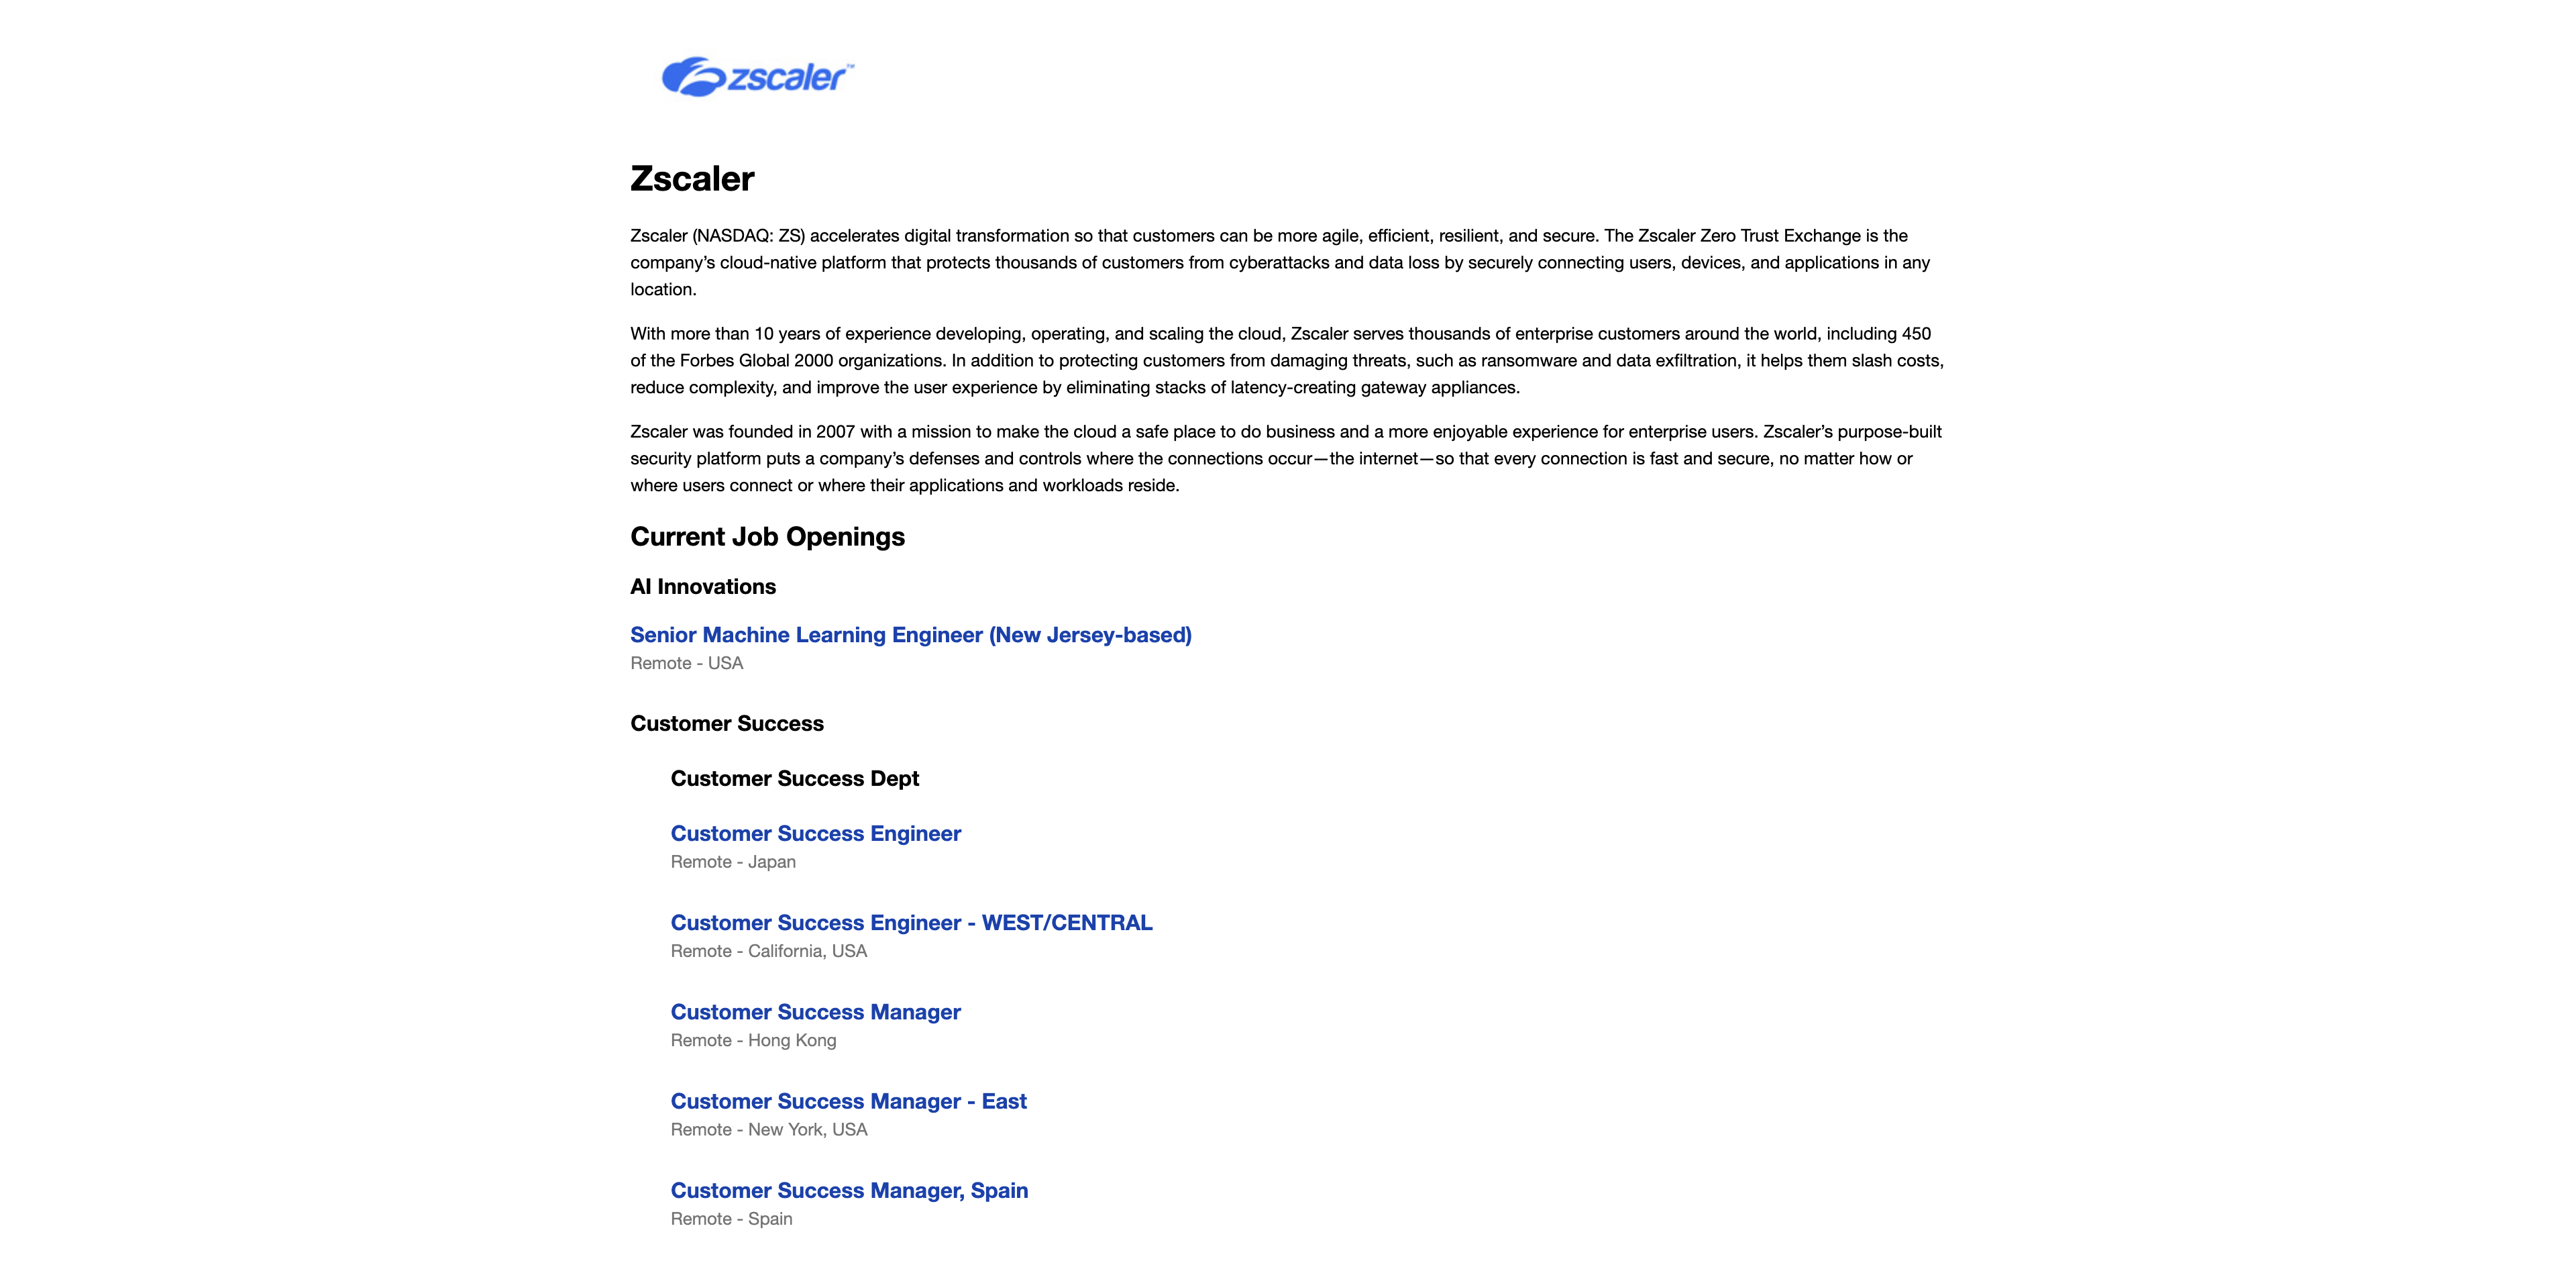 zscaler™
Zscaler
Zscaler (NASDAQ: ZS) accelerates digital transformation so that customers can be more agile, efficient, resilient, and secure. The Zscaler Zero Trust Exchange is the
company’s cloud-native platform that protects thousands of customers from cyberattacks and data loss by securely connecting users, devices, and applications in any
location.
With more than 10 years of experience developing, operating, and scaling the cloud, Zscaler serves thousands of enterprise customers around the world, including 450
of the Forbes Global 2000 organizations. In addition to protecting customers from damaging threats, such as ransomware and data exfiltration, it helps them slash costs,
reduce complexity, and improve the user experience by eliminating stacks of latency-creating gateway appliances.
Zscaler was founded in 2007 with a mission to make the cloud a safe place to do business and a more enjoyable experience for enterprise users. Zscaler’s purpose-built
security platform puts a company’s defenses and controls where the connections occur—the internet—so that every connection is fast and secure, no matter how or
where users connect or where their applications and workloads reside.
Current Job Openings
AI Innovations
Senior Machine Learning Engineer (New Jersey-based)
Remote - USA
Customer Success
Customer Success Dept
Customer Success Engineer
Remote - Japan
Customer Success Engineer - WEST/CENTRAL
Remote - California, USA
Customer Success Manager
Remote - Hong Kong
Customer Success Manager - East
Remote - New York, USA
Customer Success Manager, Spain
Remote - Spain